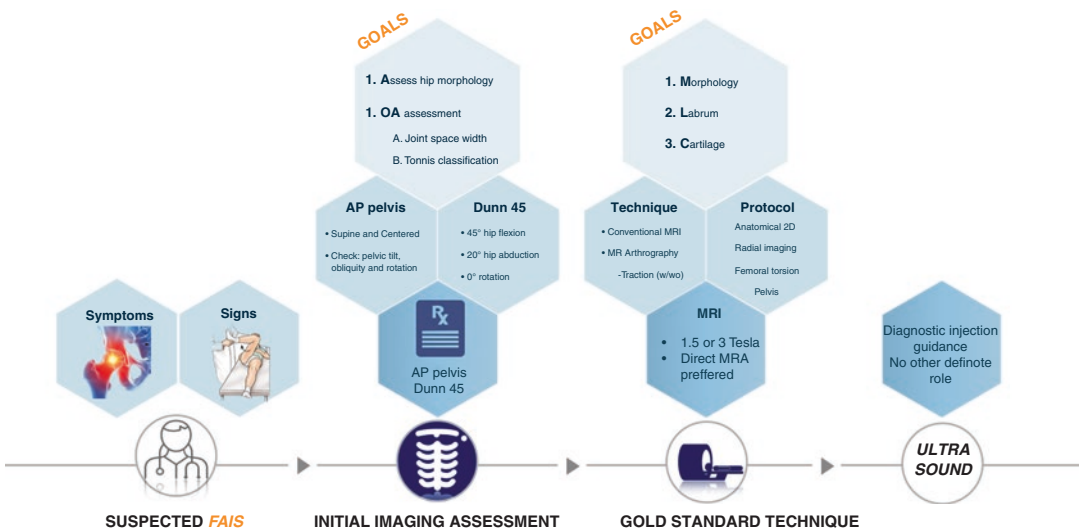 GOALS
1. Assess hip morphology
1. OA assessment
A. Joint space width
B. Tonnis classification
AP pelvis
• Supine and Centered
• Check: pelvic tilt,
obliquity and rotation
Dunn 45
• 45° hip flexion
• 20° hip abduction
• 0° rotation
Rx
AP pelvis
Dunn 45
GOALS
1. Morphology
2. Labrum
3. Cartilage
Technique
• Conventional MRI
• MR Arthrography
-Traction (w/wo)
Protocol
Anatomical 2D
Radial imaging
Femoral torsion
Pelvis
MRI
• 1.5 or 3 Tesla
• Direct MRA
preffered
Symptoms
Signs
Diagnostic injection
guidance
No other definote
role
ULTRA
SOUND
SUSPECTED FAIS
INITIAL IMAGING ASSESSMENT
GOLD STANDARD TECHNIQUE